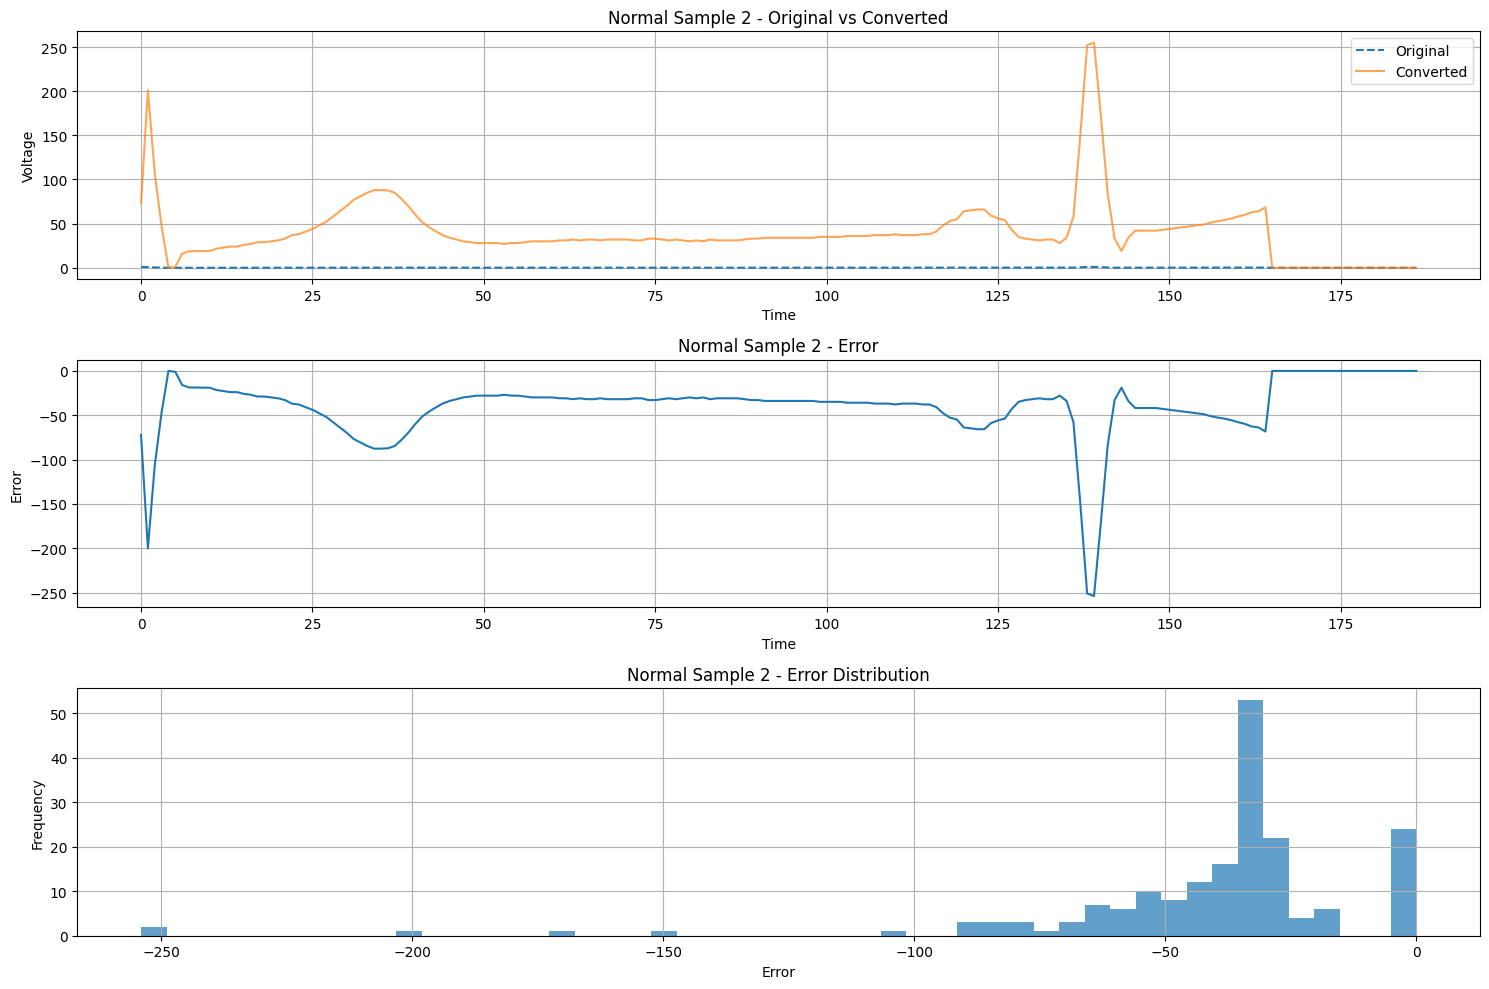 Normal Sample 2 - Original vs Converted
Original
Converted
Voltage
250
200
150
100
50
0
0 25 50 75 100 125 150 175
Time
Normal Sample 2 - Error
Error
0
−50
−100
−150
−200
−250
0 25 50 75 100 125 150 175
Time
Normal Sample 2 - Error Distribution
Frequency
50
40
30
20
10
0
−250 −200 −150 −100 −50 0
Error